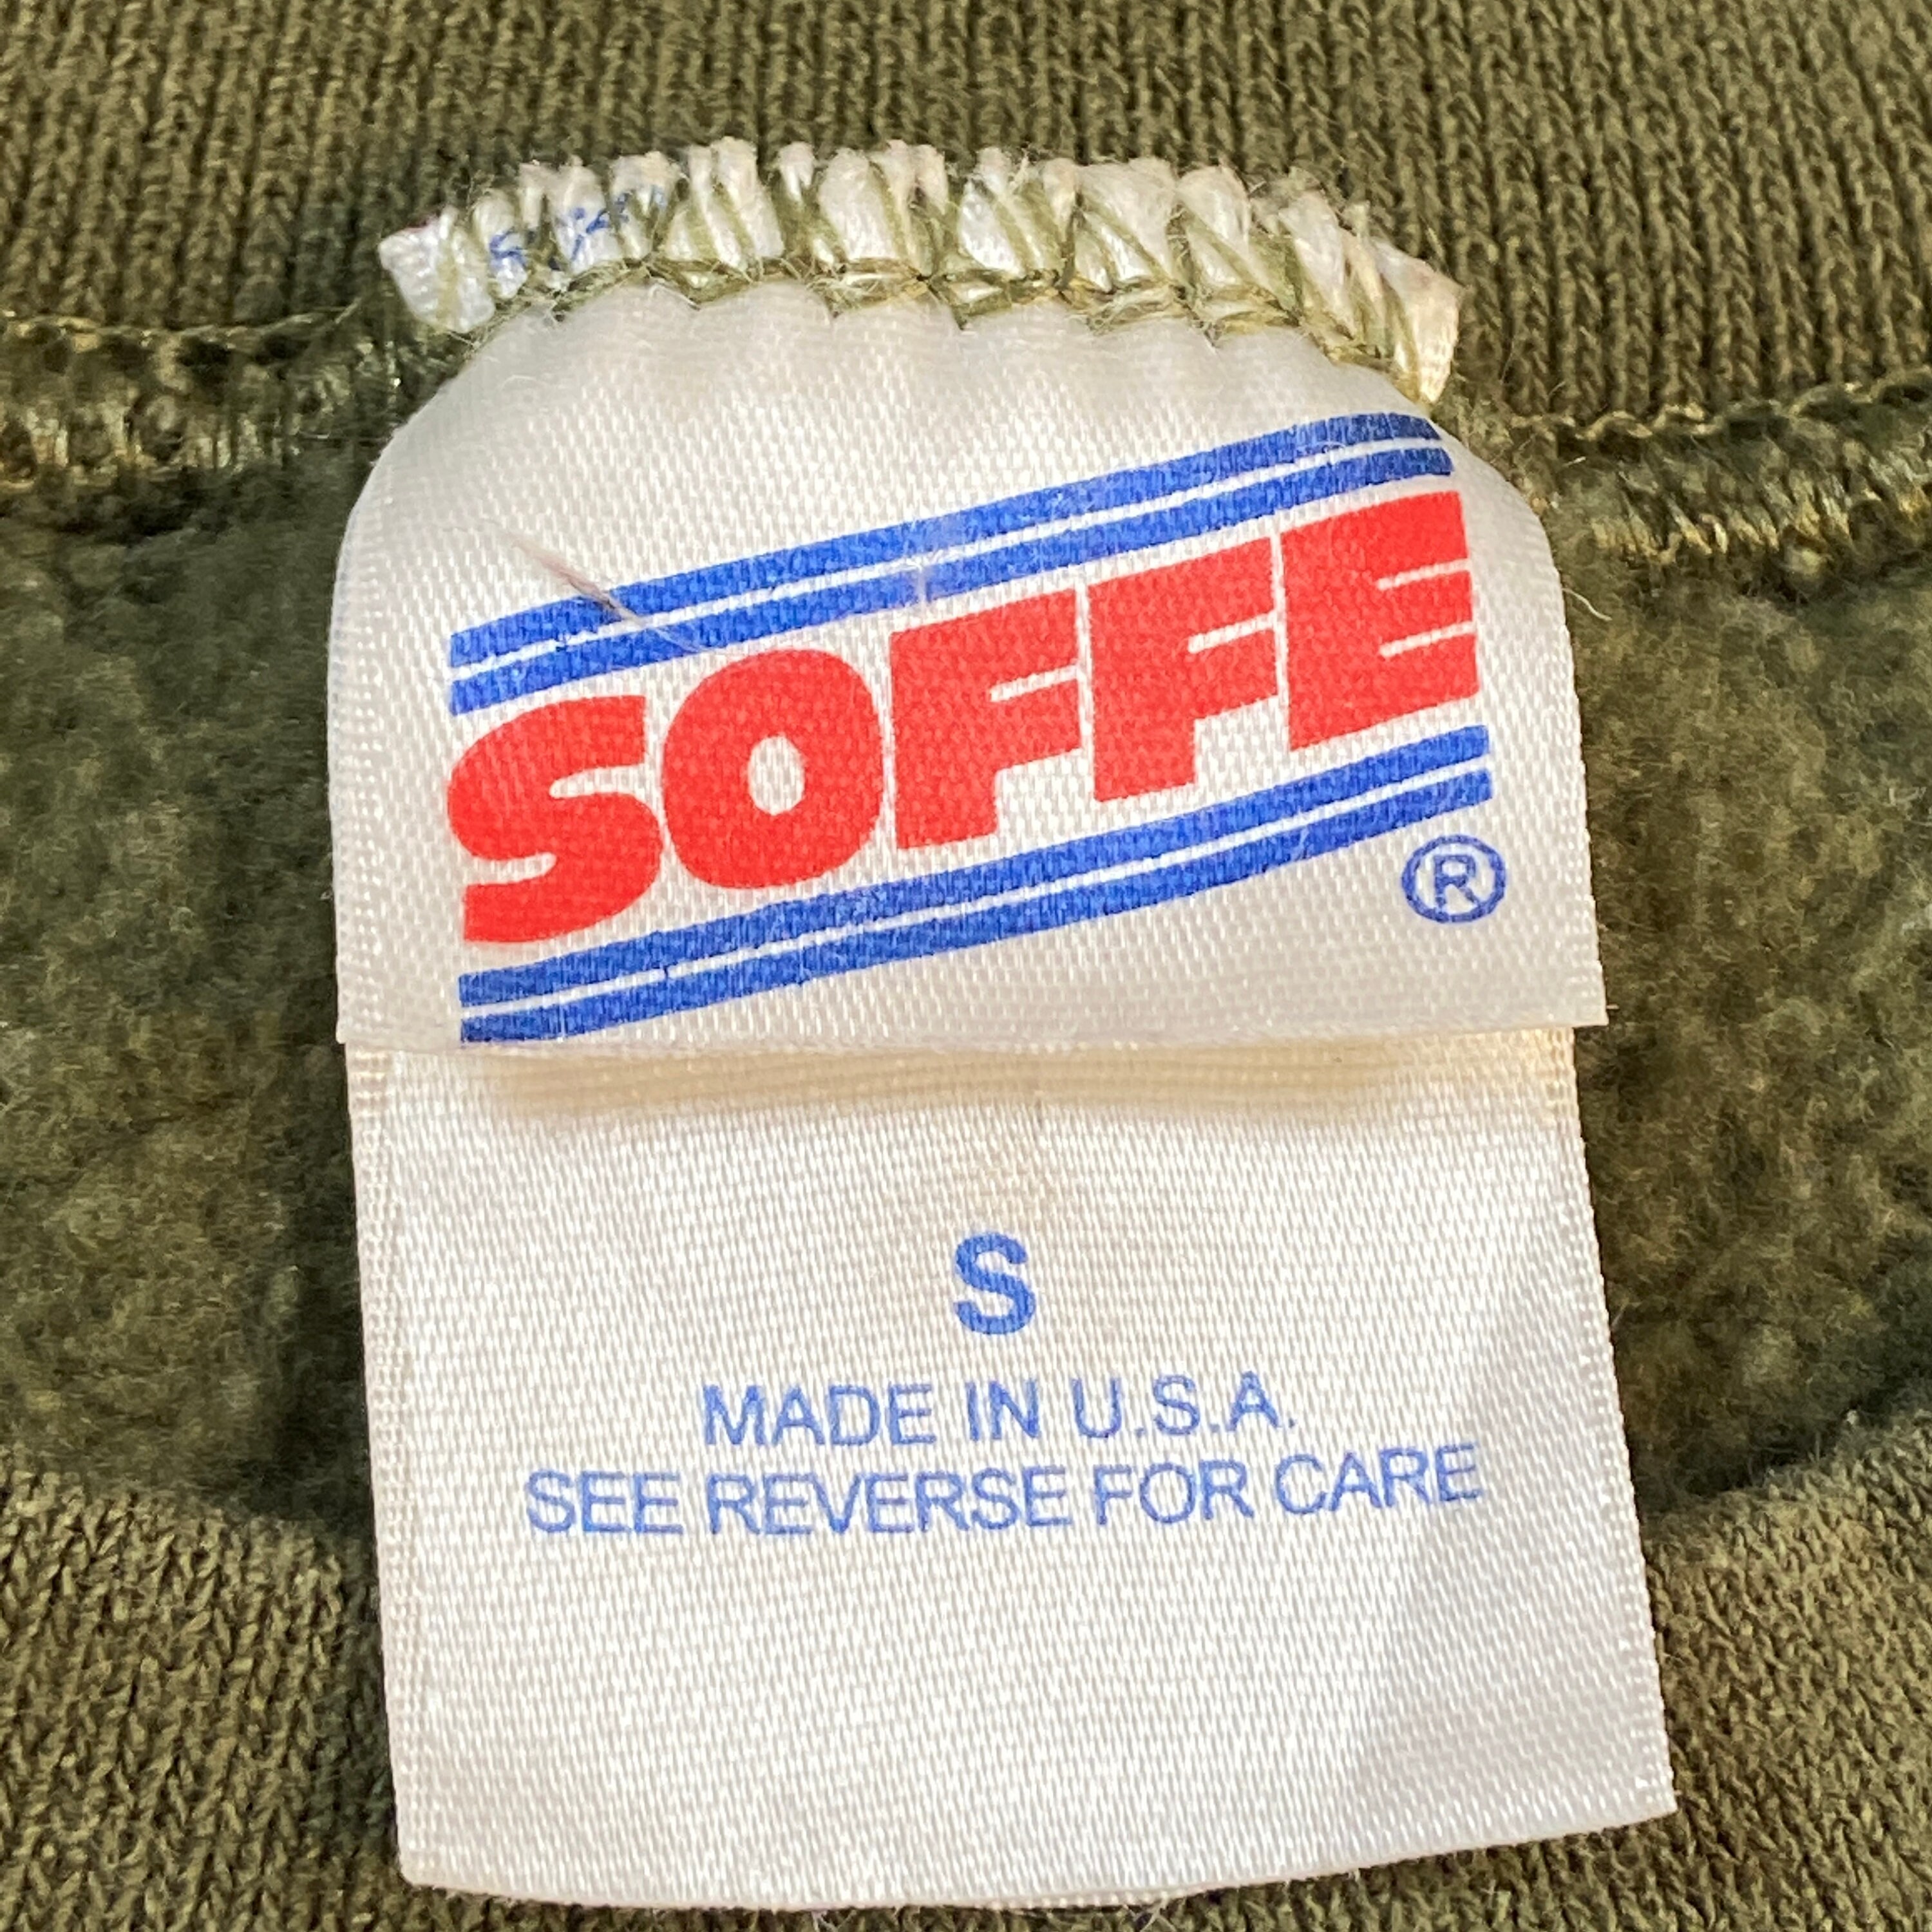 SOFFE
®
S
MADE IN U.S.A.
SEE REVERSE FOR CARE